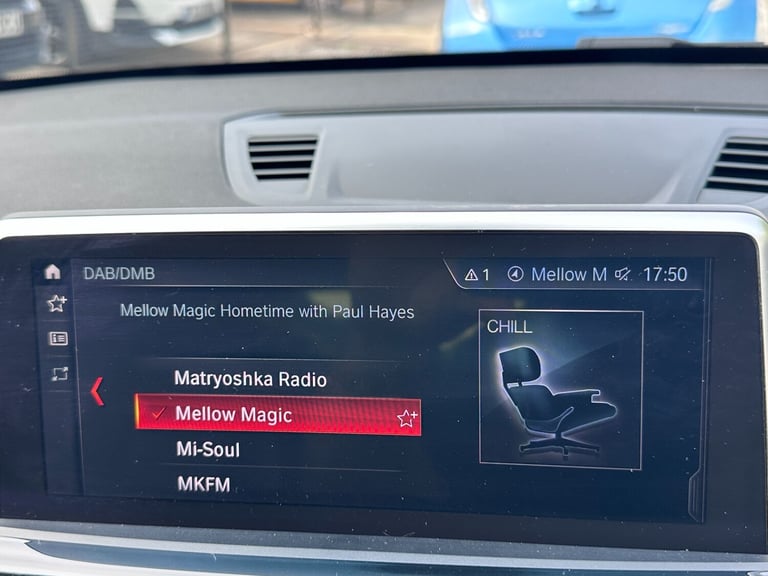 DAB/DMB
1 Mellow M 17:50
Mellow Magic Hometime with Paul Hayes
CHILL
Matryoshka Radio
Mellow Magic
Mi-Soul
MKFM